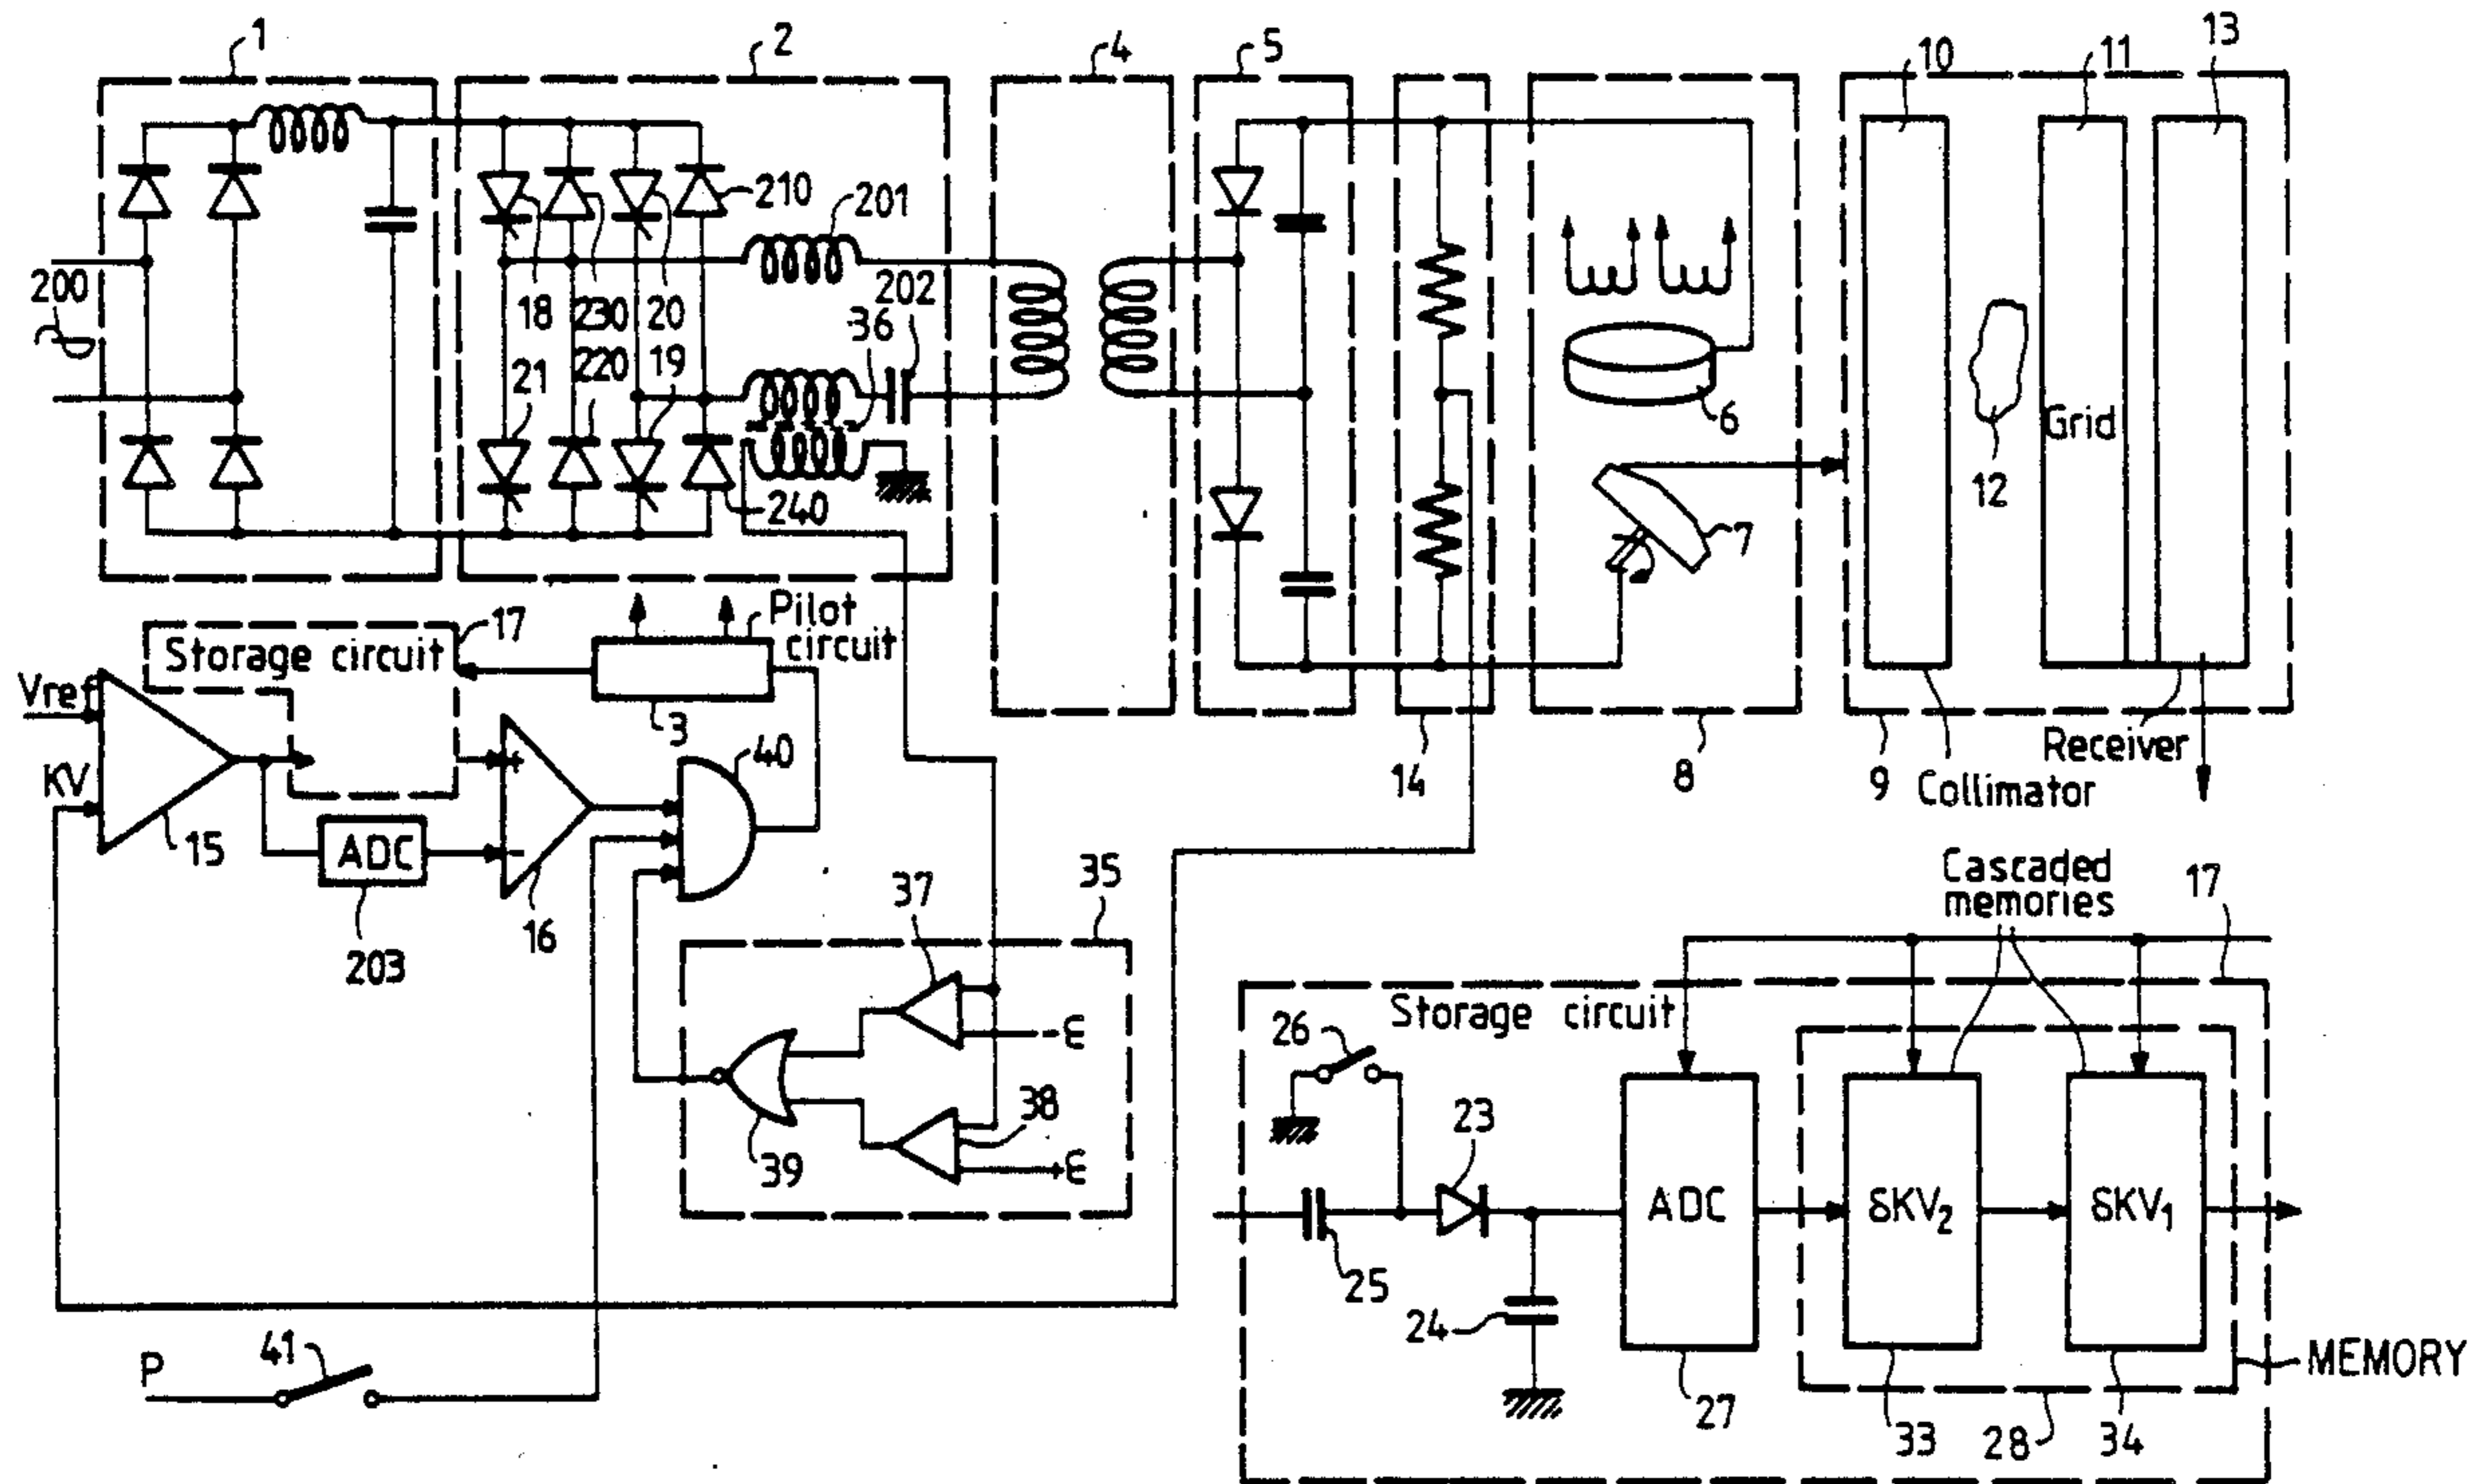 1
2
4
5
10
11
13
210
201
200
202
18
230
20
36
21
220
19
240
6
7
Grid
12
Pilot
circuit
17
Storage circuit
Vref
3
40
KV
15
ADC
203
+
-
16
14
8
9
Collimator
Receiver
35
37
-ϵ
38
+ϵ
39
P
41
Cascaded
memories
17
Storage circuit
26
23
25
24
ADC
27
δKV₂
δKV₁
33
28
34
MEMORY